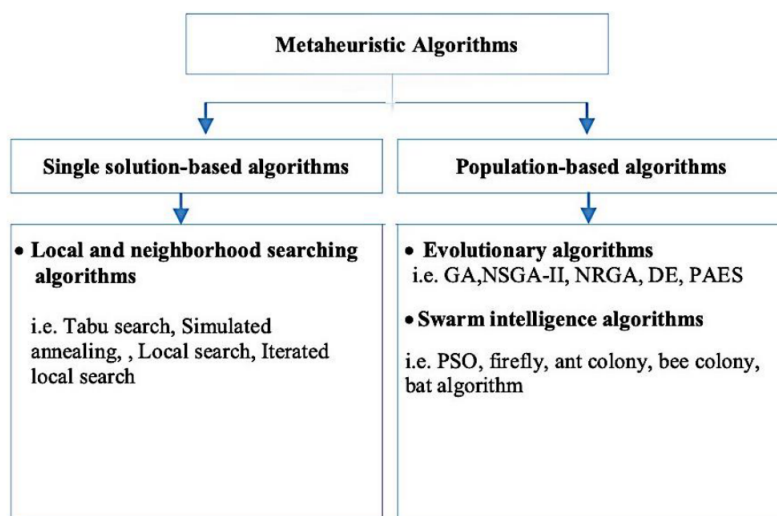 Metaheuristic Algorithms
Single solution-based algorithms
Population-based algorithms
• Local and neighborhood searching
algorithms
i.e. Tabu search, Simulated
annealing, , Local search, Iterated
local search
• Evolutionary algorithms
i.e. GA,NSGA-II, NRGA, DE, PAES
•Swarm intelligence algorithms
i.e. PSO, firefly, ant colony, bee colony,
bat algorithm